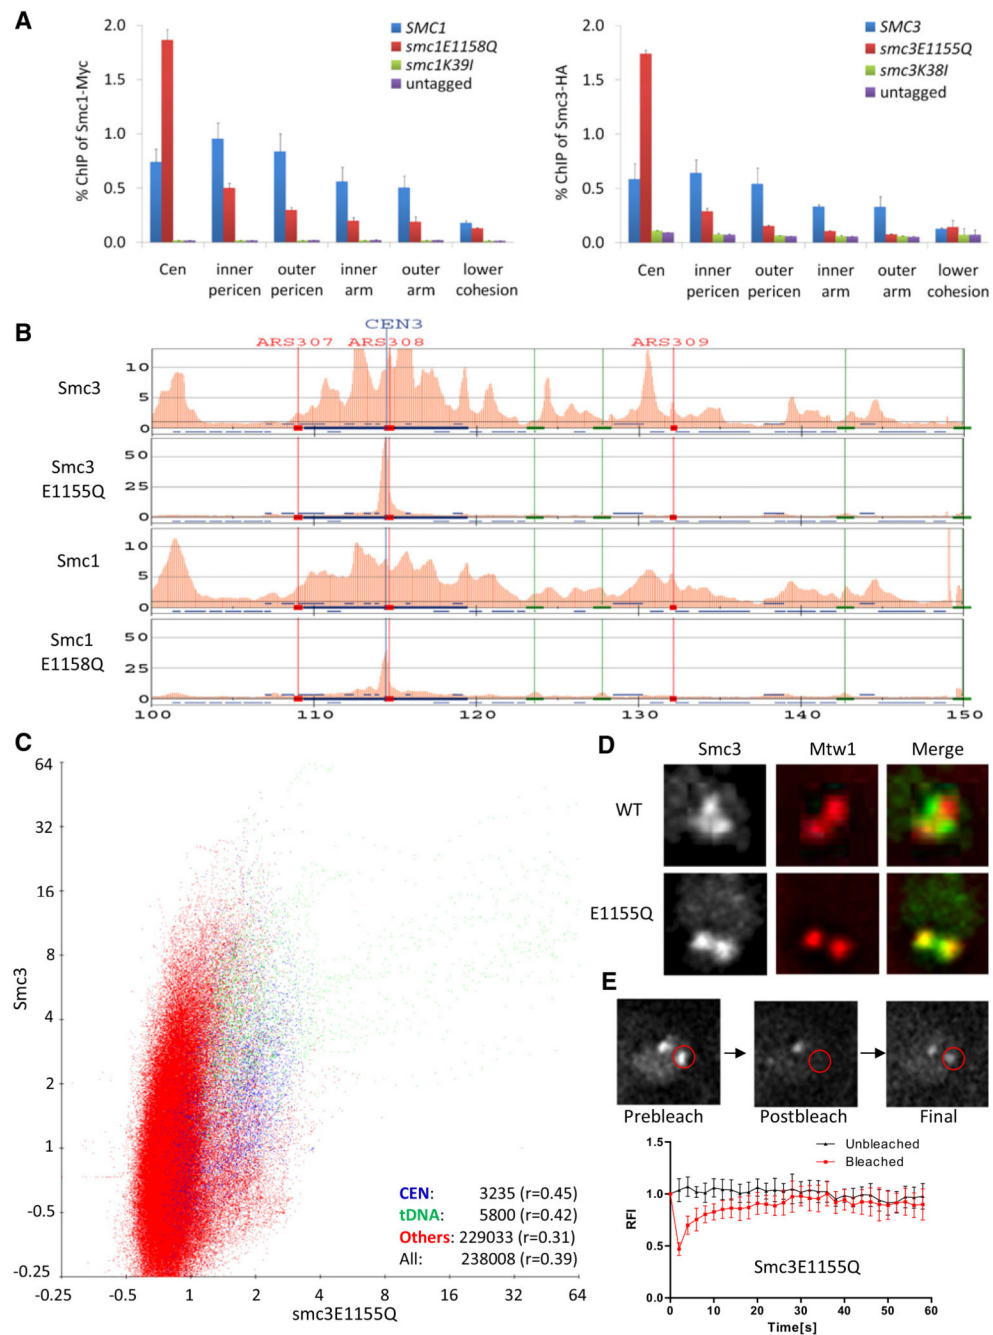 A
% ChIP of Smc1-Myc
2.0
1.5
1.0
0.5
0.0
SMC1
smc1E1158Q
smc1K39I
untagged
Cen
inner pericen
outer pericen
inner arm
outer arm
lower cohesion
% ChIP of Smc3-HA
2.0
1.5
1.0
0.5
0.0
SMC3
smc3E1155Q
smc3K38I
untagged
Cen
inner pericen
outer pericen
inner arm
outer arm
lower cohesion
B
CEN3
ARS307 ARS308 ARS309
Smc3
10
5
0
Smc3
E1155Q
50
25
0
Smc1
10
5
0
Smc1
E1158Q
50
25
0
100 110 120 130 140 150
C
Smc3
64
32
16
8
4
2
1
-0.5
-0.25
-0.25 -0.5 1 2 4 8 16 32 64
smc3E1155Q
CEN: 3235 (r=0.45)
tDNA: 5800 (r=0.42)
Others: 229033 (r=0.31)
All: 238008 (r=0.39)
D
Smc3 Mtw1 Merge
WT
E1155Q
E
Prebleach Postbleach Final
Unbleached
Bleached
RFI
1.5
1.0
0.5
0.0
0 10 20 30 40 50 60
Smc3E1155Q
Time[s]